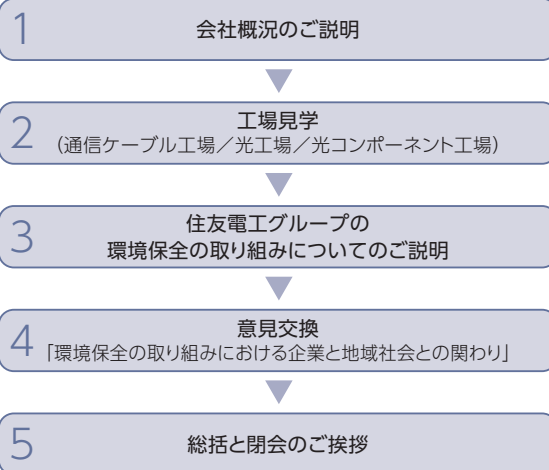 1
会社概況のご説明
2
工場見学
（通信ケーブル工場／光工場／光コンポーネント工場）
3
住友電工グループの
環境保全の取り組みについてのご説明
4
意見交換
「環境保全の取り組みにおける企業と地域社会との関わり」
5
総括と閉会のご挨拶